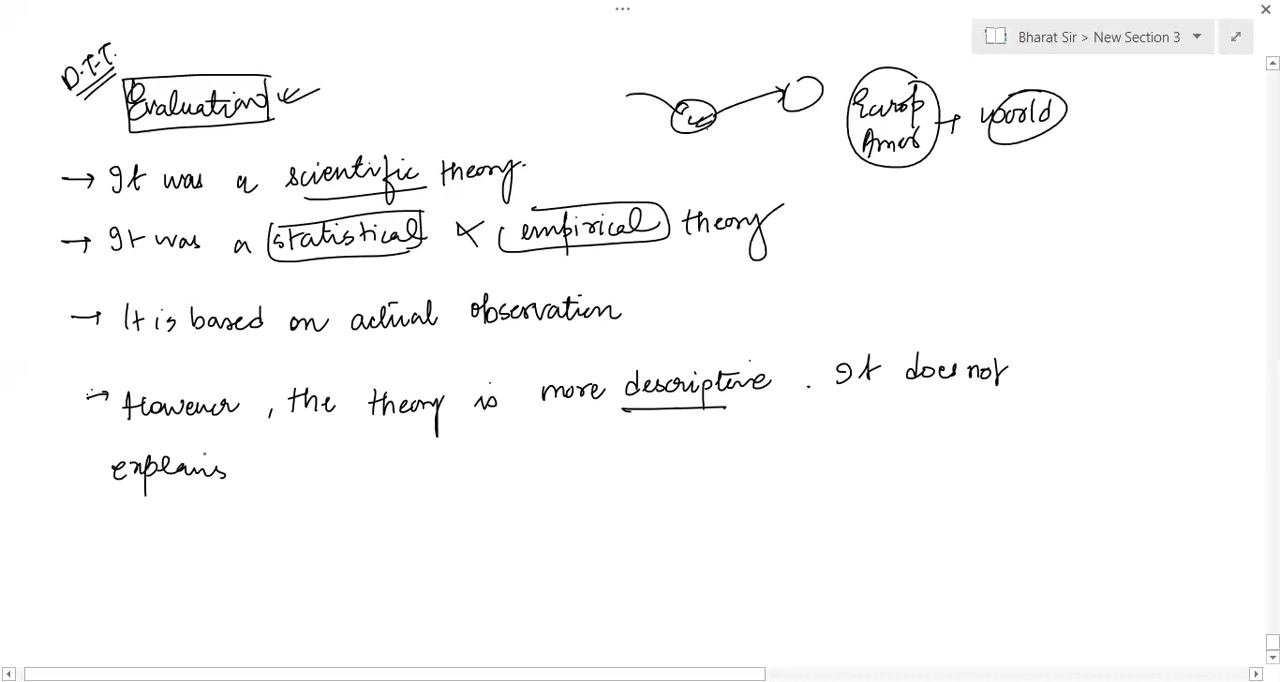 ...
Bharat Sir > New Section 3
D.T.T.
Evaluation
Europ
Amer → world
→ It was a scientific theory.
→ It was a statistical & empirical theory
→ It is based on actual observation
→ However, the theory is more descriptive. It does not
explains